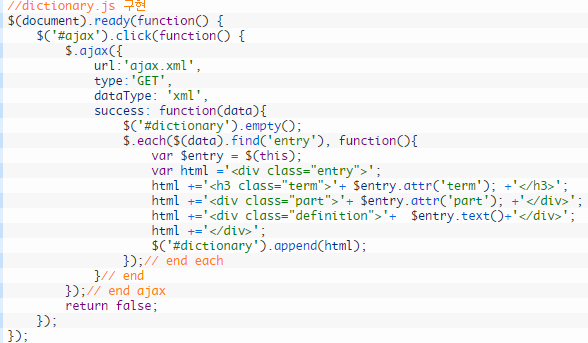 //dictionary.js 구현
$(document).ready(function() {
    $('#ajax').click(function() {
        $.ajax({
            url:'ajax.xml',
            type:'GET',
            dataType: 'xml',
            success: function(data){
                $('#dictionary').empty();
                $.each($(data).find('entry'), function(){
                    var $entry = $(this);
                    var html ='<div class="entry">';
                    html +='<h3 class="term">'+ $entry.attr('term'); +'</h3>';
                    html +='<div class="part">'+ $entry.attr('part'); +'</div>';
                    html +='<div class="definition">'+  $entry.text()+'</div>';
                    html +='</div>';
                    $('#dictionary').append(html);
                });// end each
            }// end
        });// end ajax
        return false;
    });
});